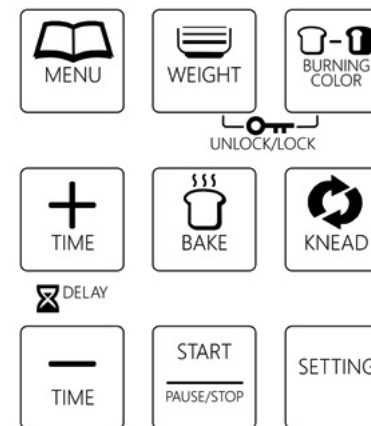 MENU
WEIGHT
BURNING
COLOR
UNLOCK/LOCK
TIME
BAKE
KNEAD
DELAY
TIME
START
PAUSE/STOP
SETTING